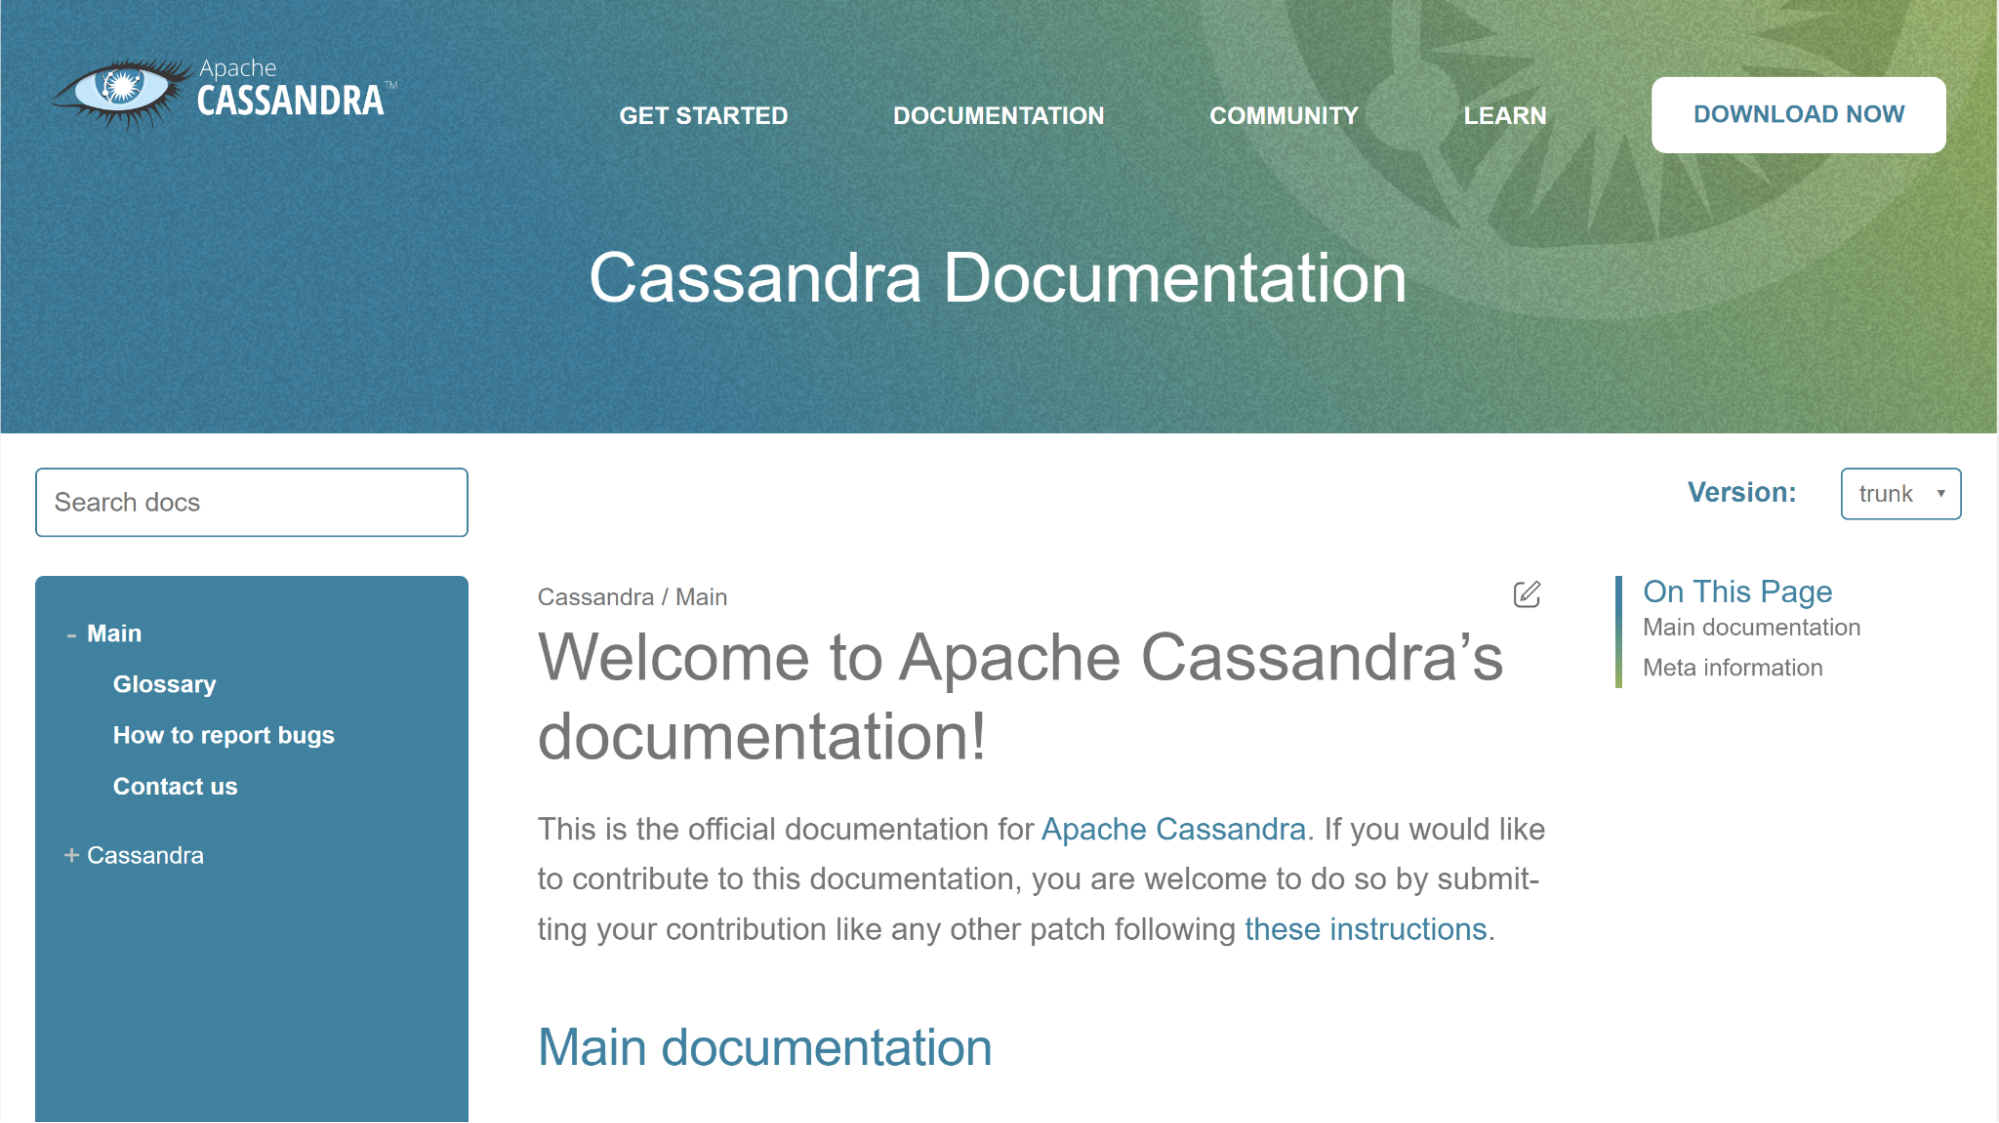 Apache
CASSANDRA™
GET STARTED
DOCUMENTATION
COMMUNITY
LEARN
DOWNLOAD NOW
Cassandra Documentation
Search docs
Version:
trunk
- Main
Glossary
How to report bugs
Contact us
+ Cassandra
Cassandra / Main
Welcome to Apache Cassandra’s
documentation!
This is the official documentation for Apache Cassandra. If you would like
to contribute to this documentation, you are welcome to do so by submit-
ting your contribution like any other patch following these instructions.
Main documentation
On This Page
Main documentation
Meta information